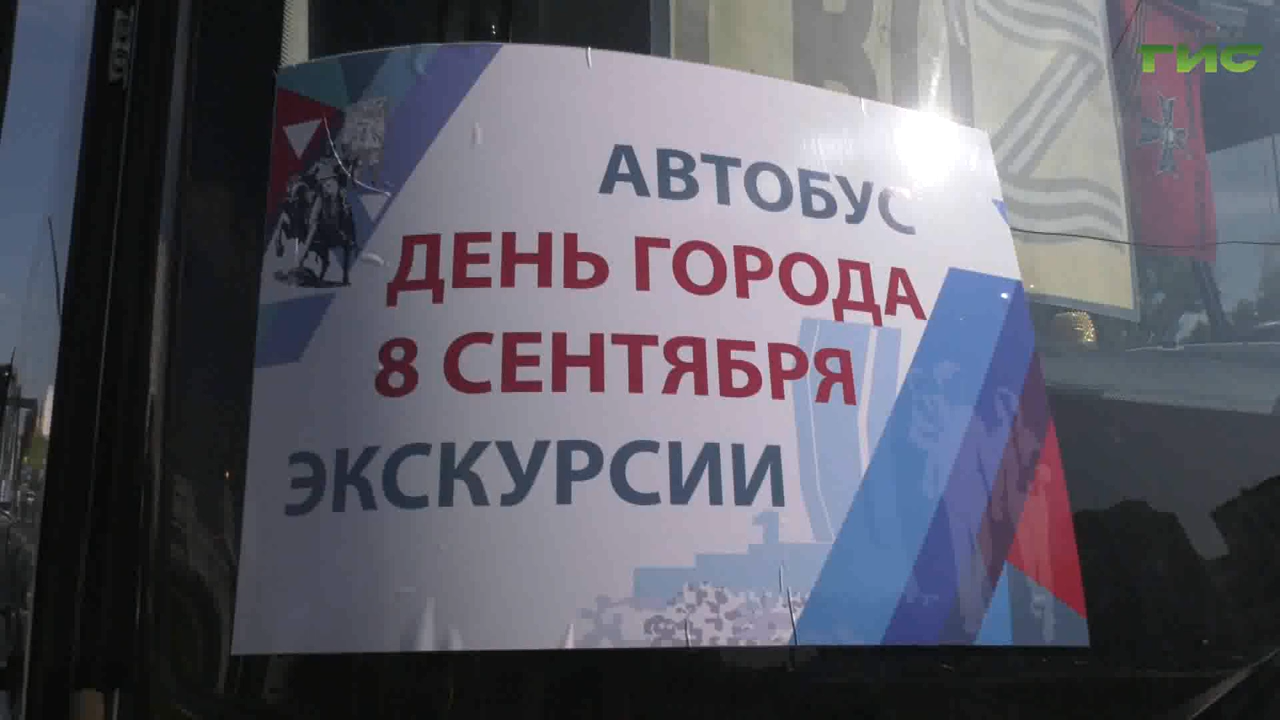 ГИС
АВТОБУС
ДЕНЬ ГОРОДА
8 СЕНТЯБРЯ
ЭКСКУРСИИ